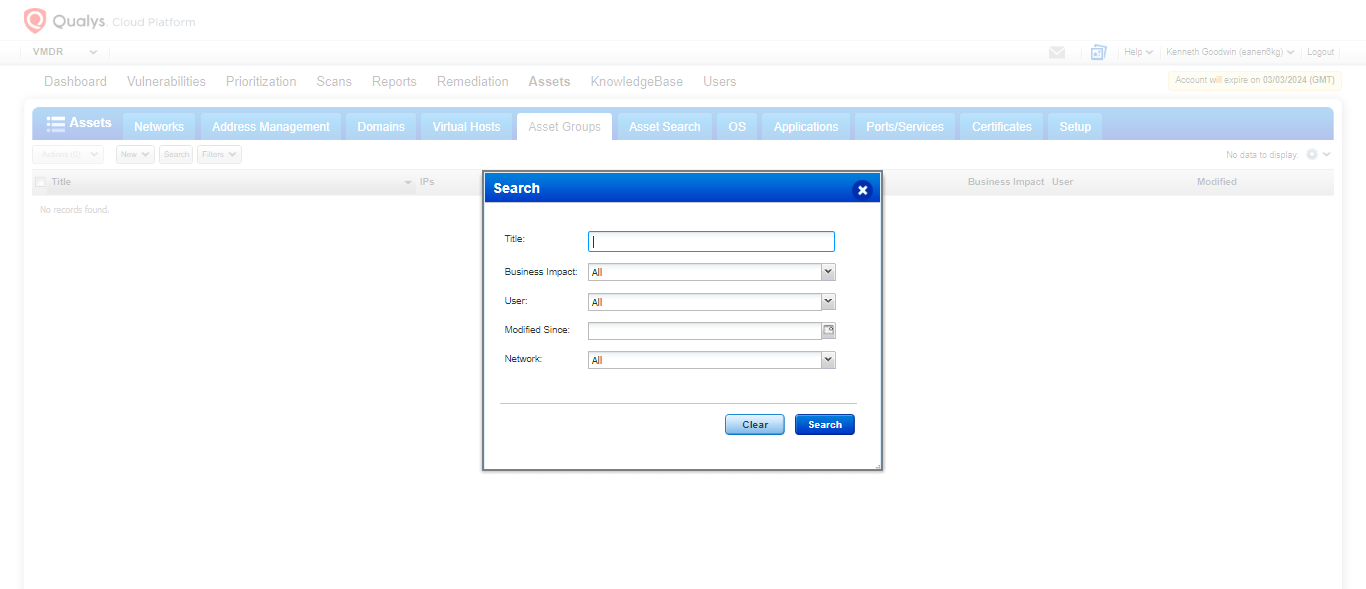 Qualys. Cloud Platform
VMDR
Help
Kenneth Goodwin (eanen6kg)
Logout
Dashboard Vulnerabilities Prioritization Scans Reports Remediation Assets KnowledgeBase Users
Account will expire on 03/03/2024 (GMT)
Assets Networks Address Management Domains Virtual Hosts Asset Groups Asset Search OS Applications Ports/Services Certificates Setup
Actions (0) New Search Filters
No data to display.
Title IPs Business Impact User Modified
No records found.
Search
Title:
Business Impact: All
User: All
Modified Since:
Network: All
Clear Search